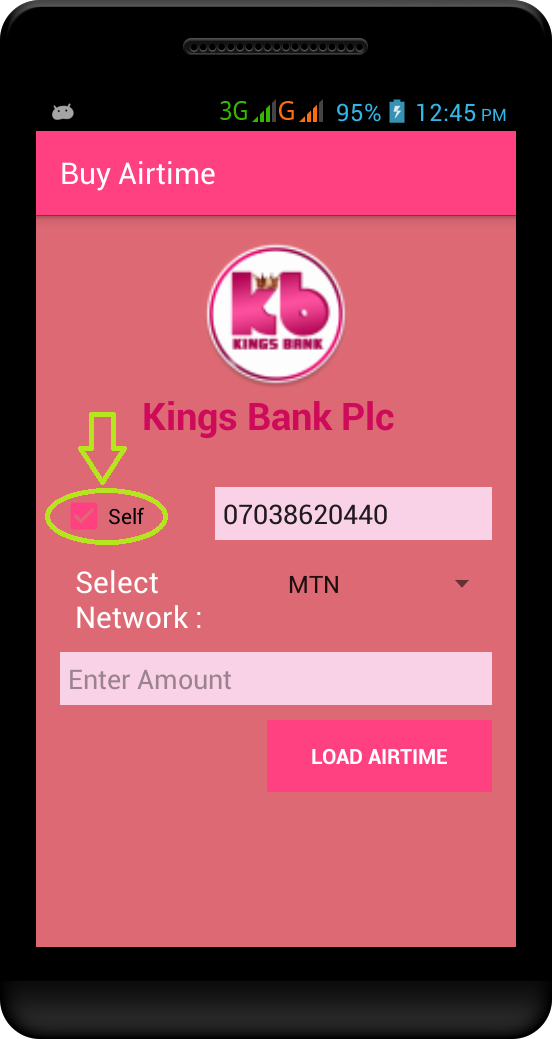 3G G 95% 12:45 PM
Buy Airtime
kb
KINGS BANK
Kings Bank Plc
Self 07038620440
Select
Network :
MTN
Enter Amount
LOAD AIRTIME